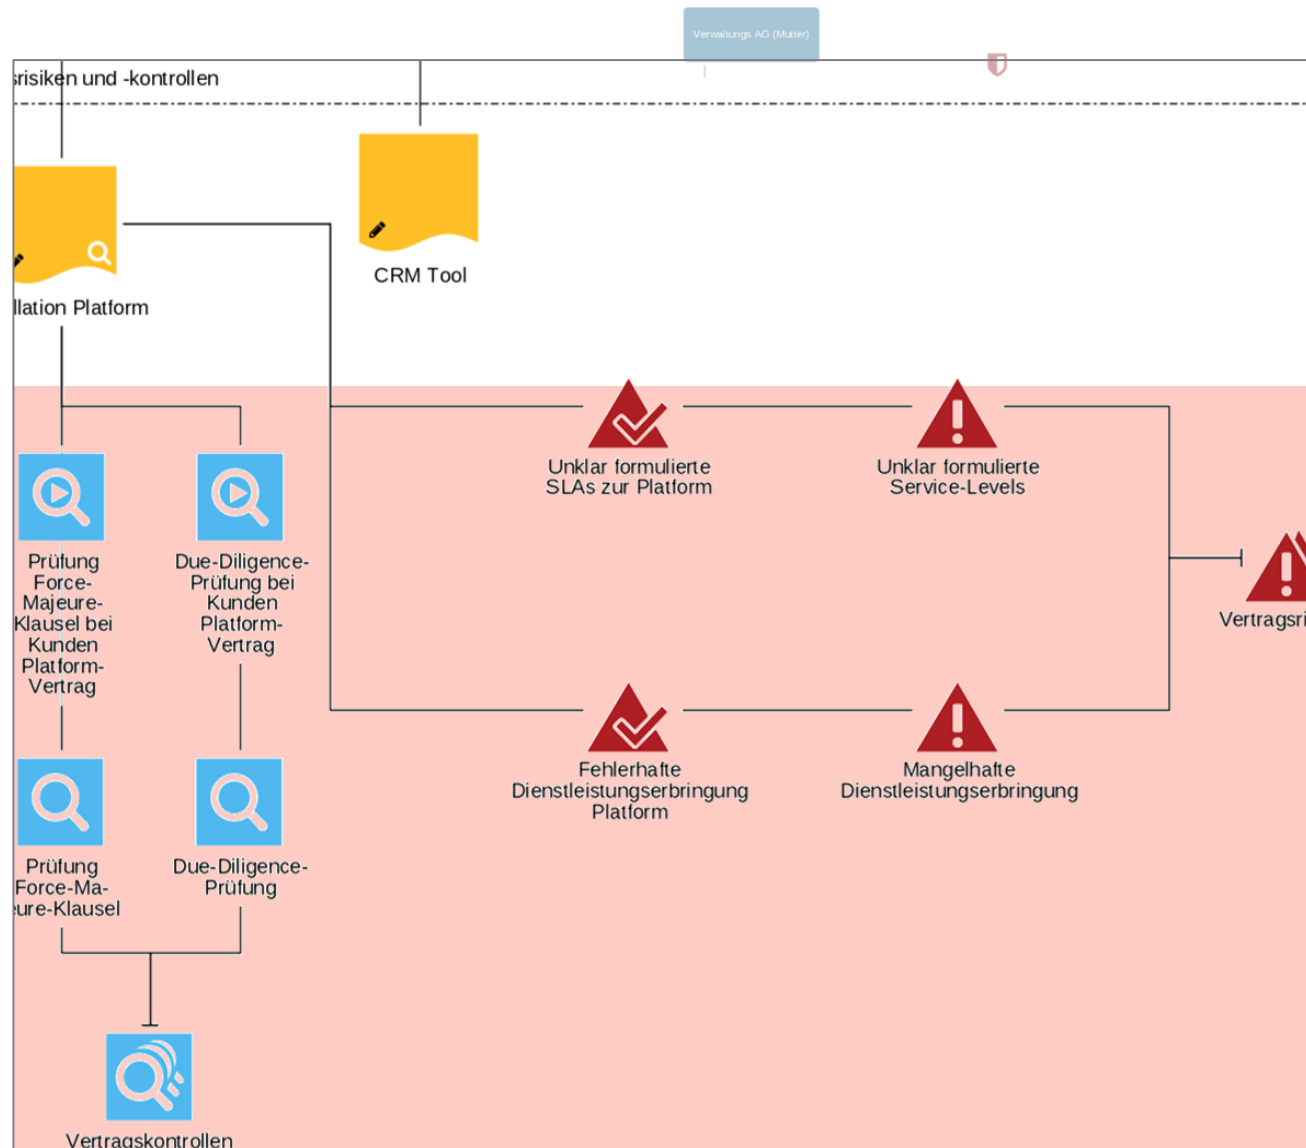 Verwaltungs AG (Mutter)
srisiken und -kontrollen
CRM Tool
llation Platform
Unklar formulierte
SLAs zur Platform
Unklar formulierte
Service-Levels
Prüfung
Force-
Majeure-
Klausel bei
Kunden
Platform-
Vertrag
Due-Diligence-
Prüfung bei
Kunden
Platform-
Vertrag
Vertragsri
Fehlerhafte
Dienstleistungserbringung
Platform
Mangelhafte
Dienstleistungserbringung
Prüfung
Force-Ma-
eure-Klausel
Due-Diligence-
Prüfung
Vertragskontrollen